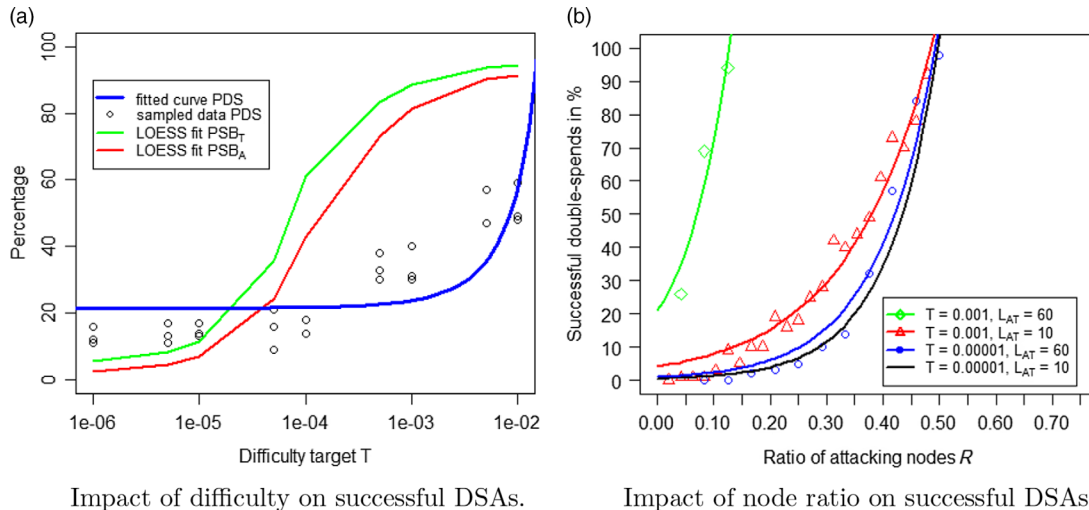 (a)
100
80
60
40
20
0
Percentage
fitted curve PDS
sampled data PDS
LOESS fit PSB_T
LOESS fit PSB_A
1e-06 1e-05 1e-04 1e-03 1e-02
Difficulty target T
Impact of difficulty on successful DSAs.
(b)
100
90
80
70
60
50
40
30
20
10
0
Successful double-spends in %
T = 0.001, L_AT = 60
T = 0.001, L_AT = 10
T = 0.00001, L_AT = 60
T = 0.00001, L_AT = 10
0.00 0.10 0.20 0.30 0.40 0.50 0.60 0.70
Ratio of attacking nodes R
Impact of node ratio on successful DSAs